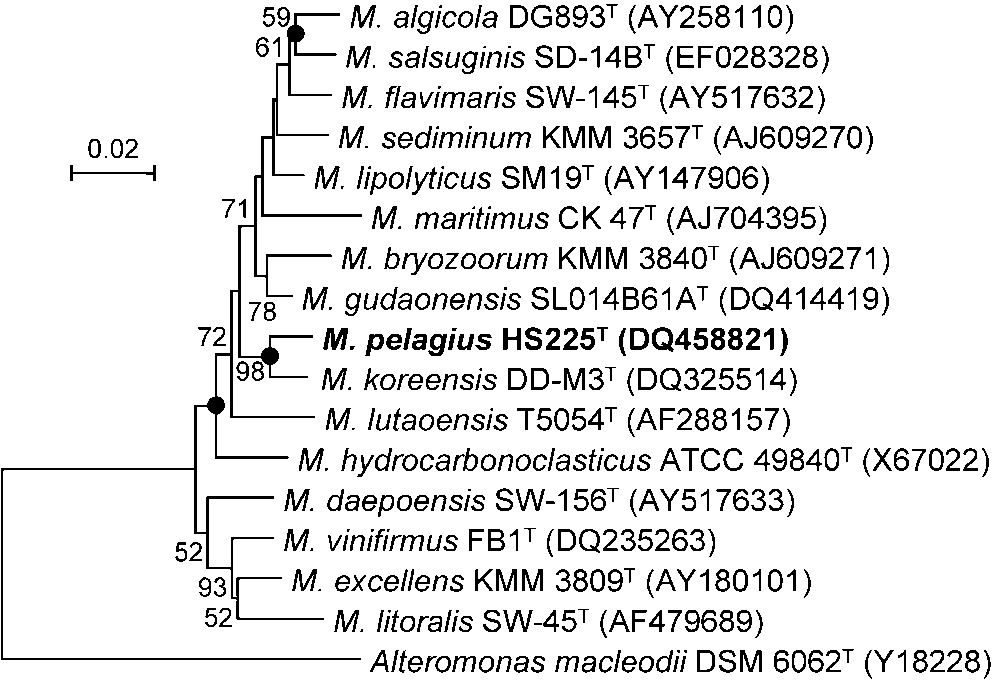 59
M. algicola DG893ᵀ (AY258110)
61
M. salsuginis SD-14Bᵀ (EF028328)
M. flavimaris SW-145ᵀ (AY517632)
M. sediminum KMM 3657ᵀ (AJ609270)
0.02
M. lipolyticus SM19ᵀ (AY147906)
71
M. maritimus CK 47ᵀ (AJ704395)
M. bryozoorum KMM 3840ᵀ (AJ609271)
M. gudaonensis SL014B61Aᵀ (DQ414419)
78
72
M. pelagius HS225ᵀ (DQ458821)
98
M. koreensis DD-M3ᵀ (DQ325514)
M. lutaoensis T5054ᵀ (AF288157)
M. hydrocarbonoclasticus ATCC 49840ᵀ (X67022)
M. daepoensis SW-156ᵀ (AY517633)
52
M. vinifirmus FB1ᵀ (DQ235263)
93
M. excellens KMM 3809ᵀ (AY180101)
52
M. litoralis SW-45ᵀ (AF479689)
Alteromonas macleodii DSM 6062ᵀ (Y18228)